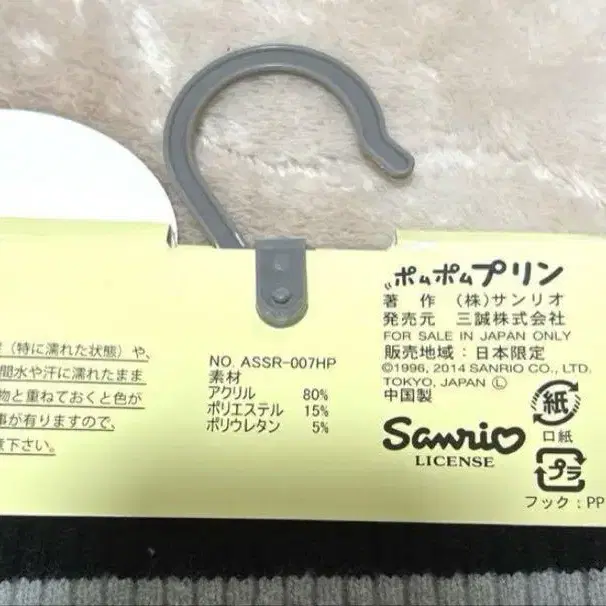 (特に濡れた状態)や、
間水や汗に濡れたまま
物と重ねておくと色が
事が有りますので、
意下さい。
NO. ASSR-007HP
素材
アクリル 80%
ポリエステル 15%
ポリウレタン 5%
ポムポムプリン
著作 (株)サンリオ
発売元 三誠株式会社
FOR SALE IN JAPAN ONLY
販売地域:日本限定
©1996, 2014 SANRIO CO., LTD.
TOKYO, JAPAN Ⓛ
中国製
Sanrio
LICENSE
紙
口紙
プラ
フック:PP